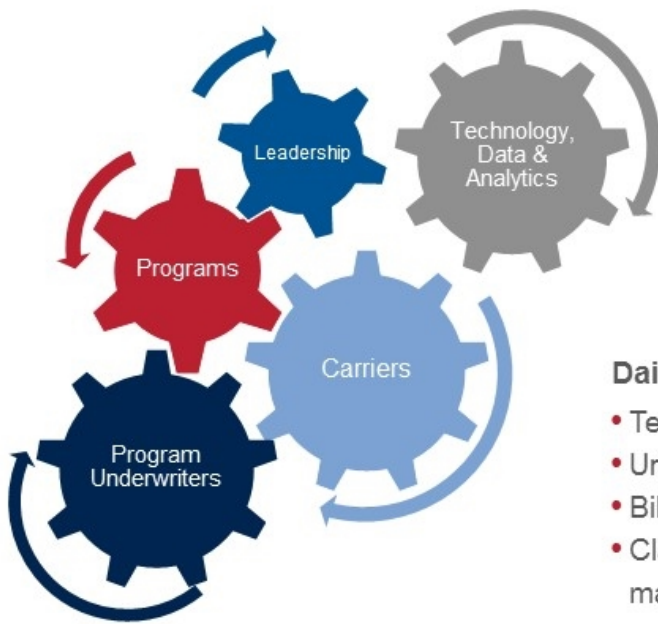 Leadership
Technology,
Data &
Analytics
Programs
Carriers
Program
Underwriters